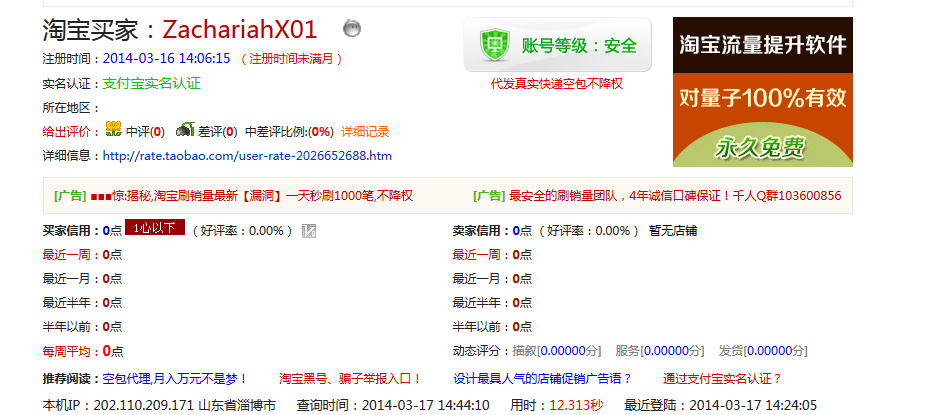 淘宝买家：ZachariahX01
注册时间：2014-03-16 14:06:15 （注册时间未满月）
实名认证：支付宝实名认证
所在地区：
给出评价： 中评(0) 差评(0) 中差评比例:(0%) 详细记录
详细信息：http://rate.taobao.com/user-rate-2026652688.htm
账号等级：安全
代发真实快递空包不降权
淘宝流量提升软件
对量子100%有效
永久免费
[广告] ■■■惊:揭秘,淘宝刷销量最新【漏洞】一天秒刷1000笔,不降权
[广告] 最安全的刷销量团队，4年诚信口碑保证！千人Q群103600856
买家信用：0点 1心以下 （好评率：0.00%）
最近一周：0点
最近一月：0点
最近半年：0点
半年以前：0点
每周平均：0点
卖家信用：0点（好评率：0.00%） 暂无店铺
最近一周：0点
最近一月：0点
最近半年：0点
半年以前：0点
动态评分：描叙[0.00000分] 服务[0.00000分] 发货[0.00000分]
推荐阅读：空包代理,月入万元不是梦！ 淘宝黑号、骗子举报入口！ 设计最具人气的店铺促销广告语？ 通过支付宝实名认证？
本机IP：202.110.209.171 山东省淄博市 查询时间：2014-03-17 14:44:10 用时：12.313秒 最近登陆：2014-03-17 14:24:05